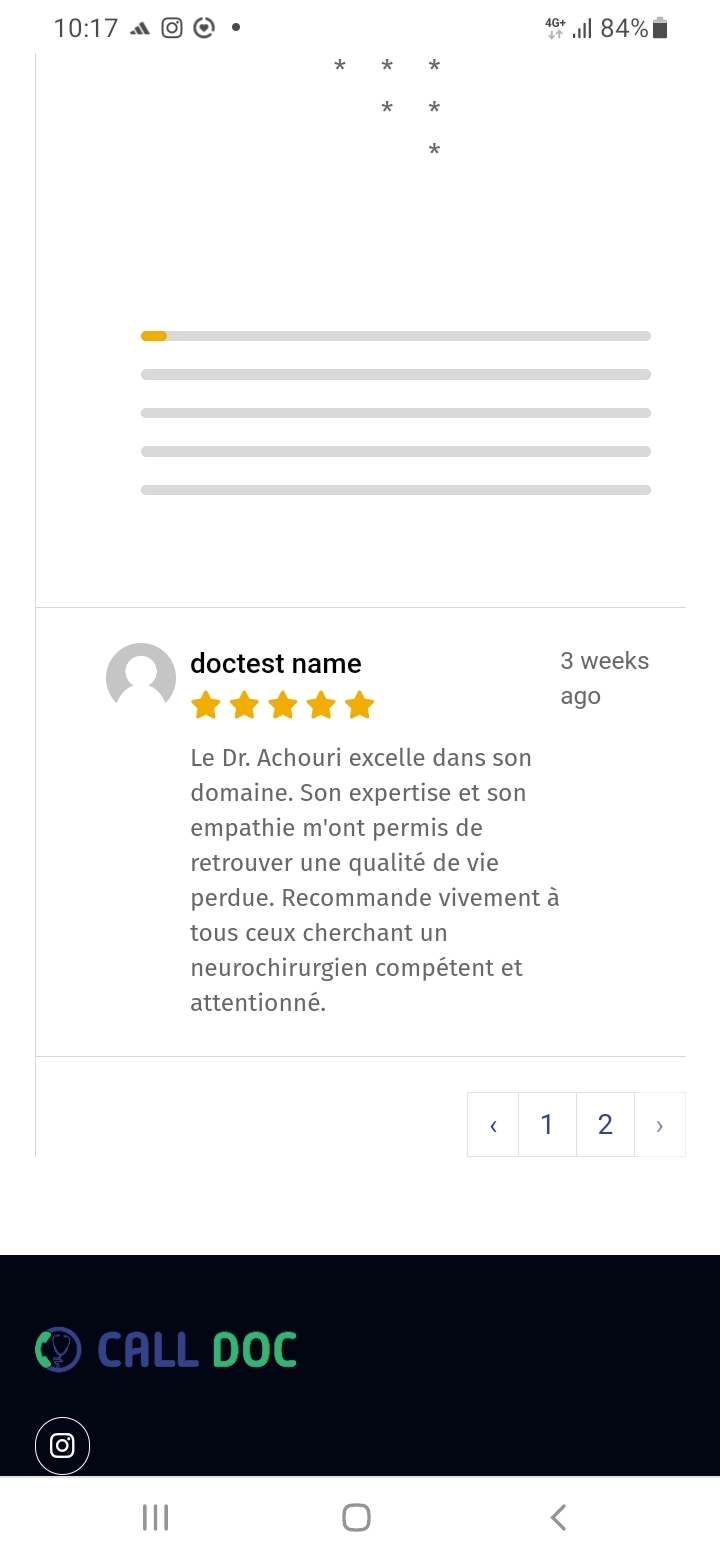 10:17 4G+ 84%
* * *
* *
*
doctest name
3 weeks
ago
Le Dr. Achouri excelle dans son
domaine. Son expertise et son
empathie m'ont permis de
retrouver une qualité de vie
perdue. Recommande vivement à
tous ceux cherchant un
neurochirurgien compétent et
attentionné.
‹ 1 2 ›
CALL DOC